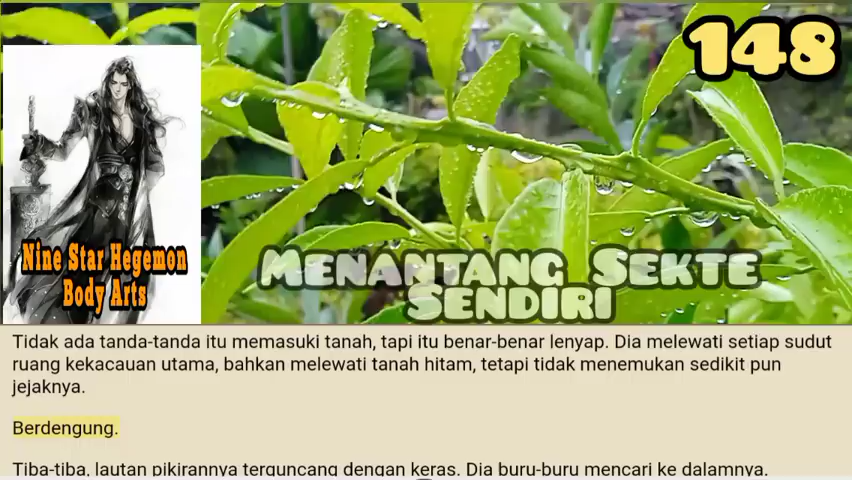 148
Nine Star Hegemon
Body Arts
MENANTANG SEKTE
SENDIRI
Tidak ada tanda-tanda itu memasuki tanah, tapi itu benar-benar lenyap. Dia melewati setiap sudut
ruang kekacauan utama, bahkan melewati tanah hitam, tetapi tidak menemukan sedikit pun
jejaknya.
Berdengung.
Tiba-tiba, lautan pikirannya terguncang dengan keras. Dia buru-buru mencari ke dalamnya.